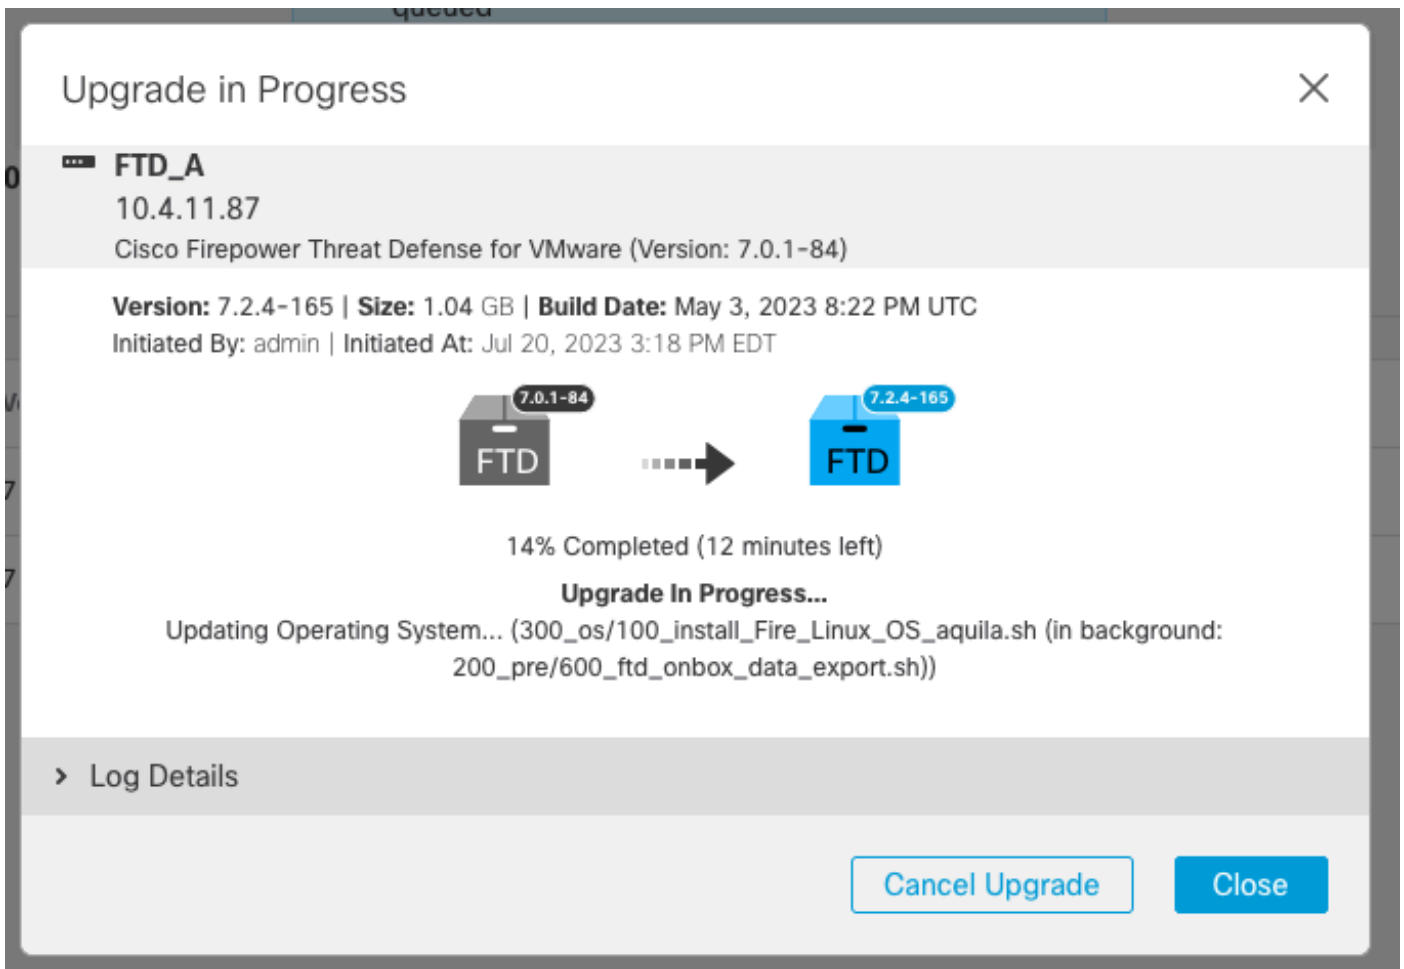 queued
Upgrade in Progress
FTD_A
10.4.11.87
Cisco Firepower Threat Defense for VMware (Version: 7.0.1-84)
Version: 7.2.4-165 | Size: 1.04 GB | Build Date: May 3, 2023 8:22 PM UTC
Initiated By: admin | Initiated At: Jul 20, 2023 3:18 PM EDT
7.0.1-84
7.2.4-165
FTD
FTD
14% Completed (12 minutes left)
Upgrade In Progress...
Updating Operating System... (300_os/100_install_Fire_Linux_OS_aquila.sh (in background:
200_pre/600_ftd_onbox_data_export.sh))
Log Details
Cancel Upgrade
Close